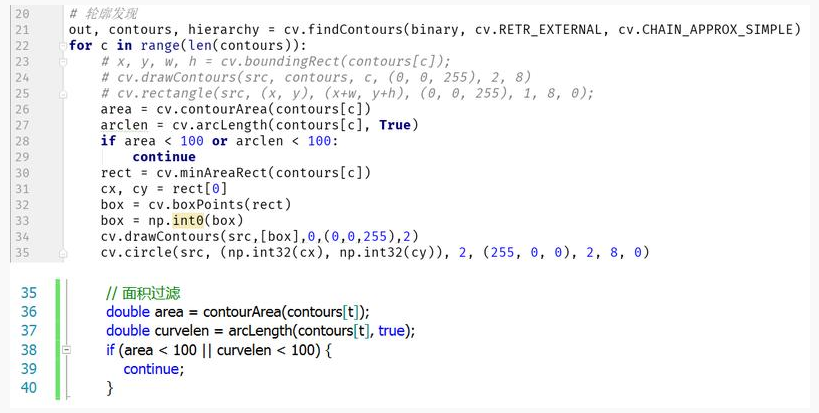 20 # 轮廓发现
21 out, contours, hierarchy = cv.findContours(binary, cv.RETR_EXTERNAL, cv.CHAIN_APPROX_SIMPLE)
22 for c in range(len(contours)):
23 # x, y, w, h = cv.boundingRect(contours[c]);
24 # cv.drawContours(src, contours, c, (0, 0, 255), 2, 8)
25 # cv.rectangle(src, (x, y), (x+w, y+h), (0, 0, 255), 1, 8, 0);
26 area = cv.contourArea(contours[c])
27 arclen = cv.arcLength(contours[c], True)
28 if area < 100 or arclen < 100:
29 continue
30 rect = cv.minAreaRect(contours[c])
31 cx, cy = rect[0]
32 box = cv.boxPoints(rect)
33 box = np.int0(box)
34 cv.drawContours(src,[box],0,(0,0,255),2)
35 cv.circle(src, (np.int32(cx), np.int32(cy)), 2, (255, 0, 0), 2, 8, 0)
35 // 面积过滤
36 double area = contourArea(contours[t]);
37 double curvelen = arcLength(contours[t], true);
38 if (area < 100 || curvelen < 100) {
39 continue;
40 }